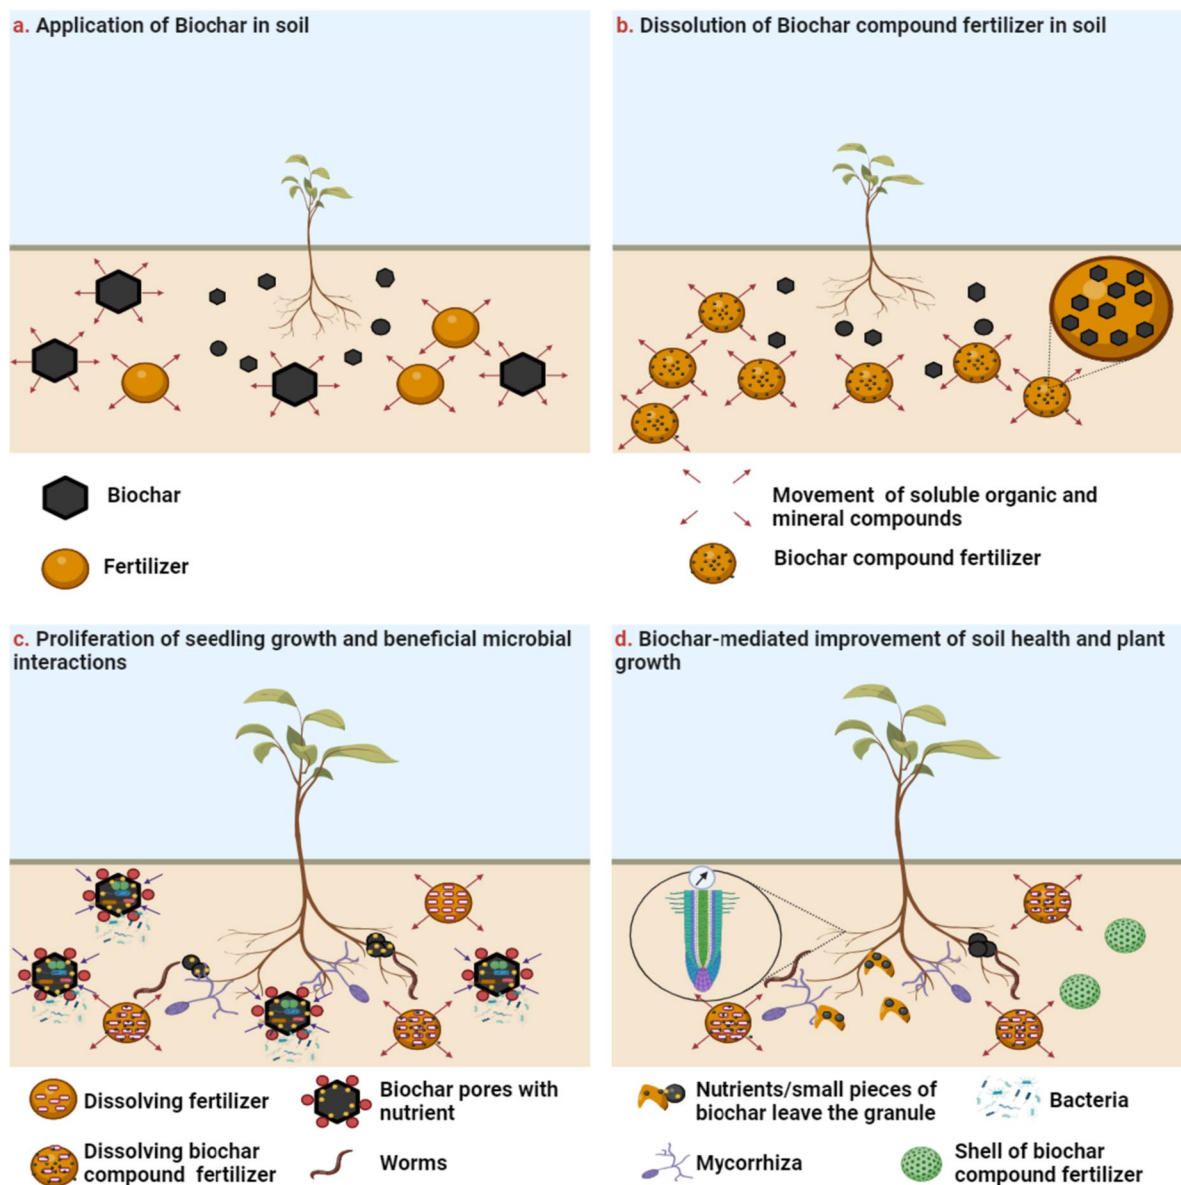 a. Application of Biochar in soil
b. Dissolution of Biochar compound fertilizer in soil
Biochar
Fertilizer
Movement of soluble organic and
mineral compounds
Biochar compound fertilizer
c. Proliferation of seedling growth and beneficial microbial
interactions
d. Biochar-mediated improvement of soil health and plant
growth
Dissolving fertilizer
Biochar pores with
nutrient
Dissolving biochar
compound fertilizer
Worms
Nutrients/small pieces of
biochar leave the granule
Bacteria
Mycorrhiza
Shell of biochar
compound fertilizer